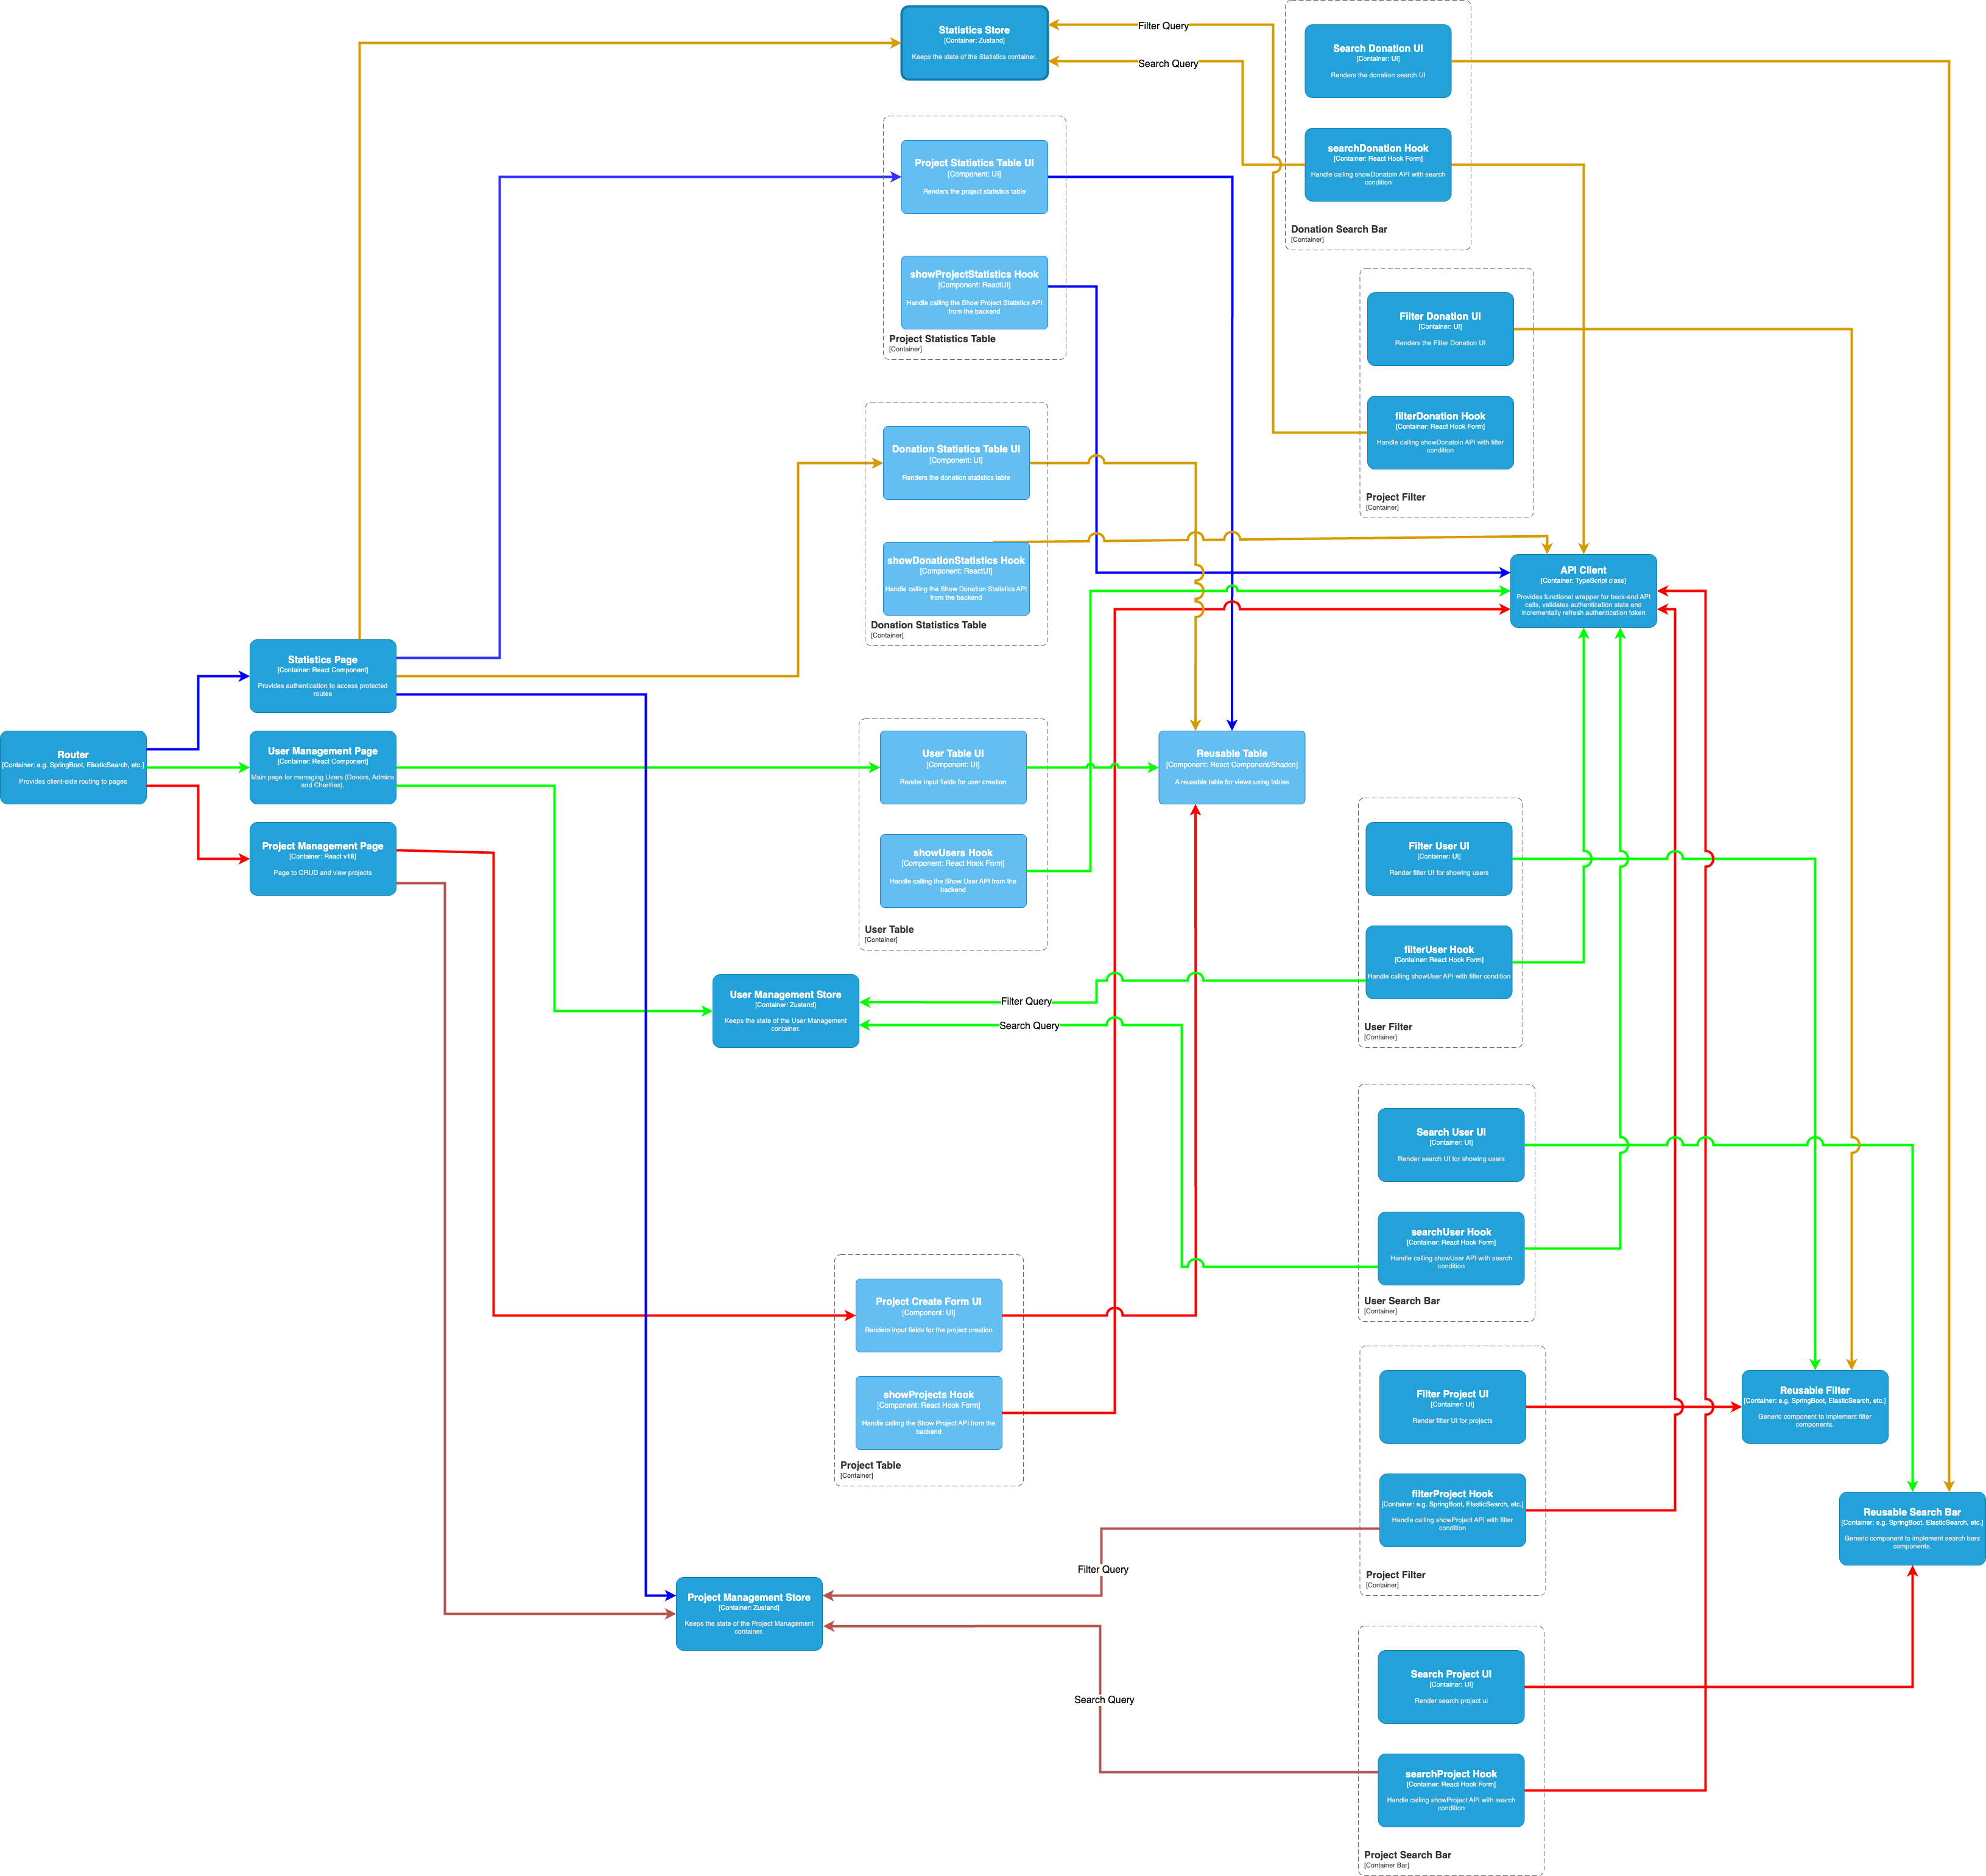 Statistics Store
[Container: Zustand]
Keeps the state of the Statistics container.
Filter Query
Search Query
Search Donation UI
[Container: UI]
Renders the donation search UI
searchDonation Hook
[Container: React Hook Form]
Handle calling showDonatoin API with search
condition
Donation Search Bar
[Container]
Project Statistics Table UI
[Component: UI]
Renders the project statistics table
showProjectStatistics Hook
[Component: ReactUI]
Handle calling the Show Project Statistics API
from the backend
Project Statistics Table
[Container]
Filter Donation UI
[Container: UI]
Renders the Filter Donation UI
filterDonation Hook
[Container: React Hook Form]
Handle calling showDonatoin API with filter
condition
Project Filter
[Container]
Donation Statistics Table UI
[Component: UI]
Renders the donation statistics table
showDonationStatistics Hook
[Component: ReactUI]
Handle calling the Show Donation Statistics API
from the backend
Donation Statistics Table
[Container]
API Client
[Container: TypeScript class]
Provides functional wrapper for back-end API
calls, validates authentication state and
incrementally refresh authentication token
Statistics Page
[Container: React Component]
Provides authentication to access protected
routes
Router
[Container: e.g. SpringBoot, ElasticSearch, etc.]
Provides client-side routing to pages
User Management Page
[Container: React Component]
Main page for managing Users (Donors, Admins
and Charities).
Project Management Page
[Container: React v18]
Page to CRUD and view projects
User Table UI
[Component: UI]
Render input fields for user creation
showUsers Hook
[Component: React Hook Form]
Handle calling the Show User API from the
backend
User Table
[Container]
Reusable Table
[Component: React Component/Shadcn]
A reusable table for views using tables
Filter User UI
[Container: UI]
Render filter UI for showing users
filterUser Hook
[Container: React Hook Form]
Handle calling showUser API with filter condition
User Filter
[Container]
User Management Store
[Container: Zustand]
Keeps the state of the User Management
container.
Filter Query
Search Query
Search User UI
[Container: UI]
Render search UI for showing users
searchUser Hook
[Container: React Hook Form]
Handle calling showUser API with search
condition
User Search Bar
[Container]
Project Create Form UI
[Component: UI]
Renders input fields for the project creation
showProjects Hook
[Component: React Hook Form]
Handle calling the Show Project API from the
backend
Project Table
[Container]
Filter Project UI
[Container: UI]
Render filter UI for projects
filterProject Hook
[Container: e.g. SpringBoot, ElasticSearch, etc.]
Handle calling showProject API with filter
condition
Project Filter
[Container]
Reusable Filter
[Container: e.g. SpringBoot, ElasticSearch, etc.]
Generic component to implement filter
components.
Reusable Search Bar
[Container: e.g. SpringBoot, ElasticSearch, etc.]
Generic component to implement search bars
components.
Project Management Store
[Container: Zustand]
Keeps the state of the Project Management
container.
Filter Query
Search Query
Search Project UI
[Container: UI]
Render search project ui
searchProject Hook
[Container: React Hook Form]
Handle calling showProject API with search
condition
Project Search Bar
[Container Bar]